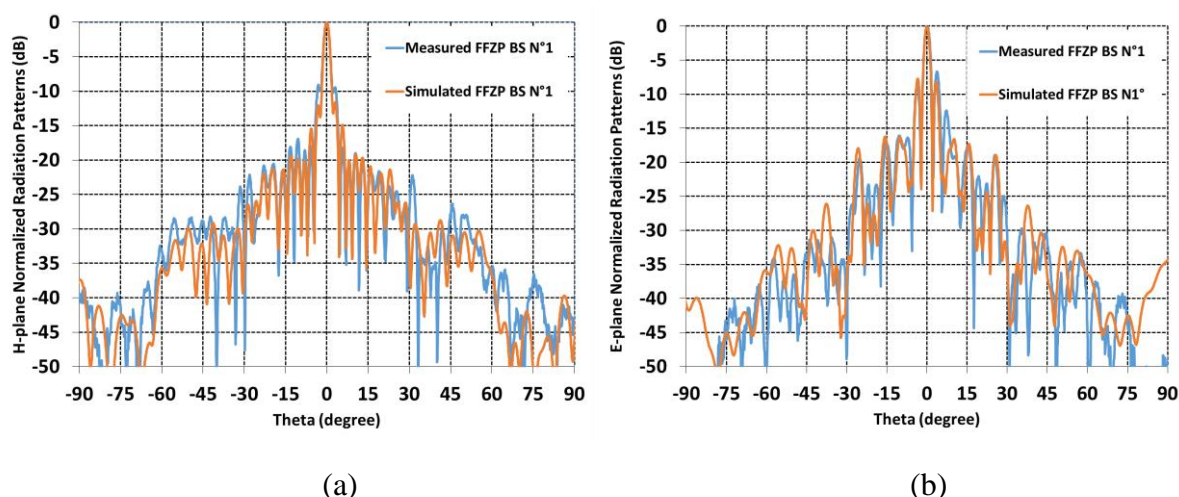 H-plane Normalized Radiation Patterns (dB)
0
-5
-10
-15
-20
-25
-30
-35
-40
-45
-50
Measured FFZP BS N°1
Simulated FFZP BS N°1
-90 -75 -60 -45 -30 -15 0 15 30 45 60 75 90
Theta (degree)
(a)
E-plane Normalized Radiation Patterns (dB)
0
-5
-10
-15
-20
-25
-30
-35
-40
-45
-50
Measured FFZP BS N°1
Simulated FFZP BS N1°
-90 -75 -60 -45 -30 -15 0 15 30 45 60 75 90
Theta (degree)
(b)